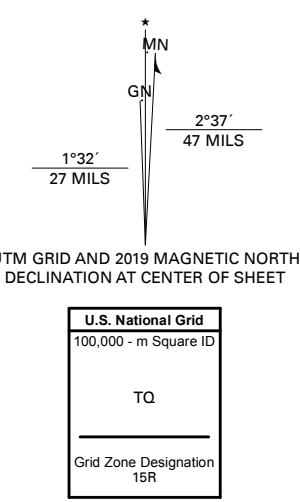 MN
GN
2°37´
47 MILS
1°32´
27 MILS
UTM GRID AND 2019 MAGNETIC NORTH
DECLINATION AT CENTER OF SHEET
U.S. National Grid
100,000 - m Square ID
TQ
Grid Zone Designation
15R